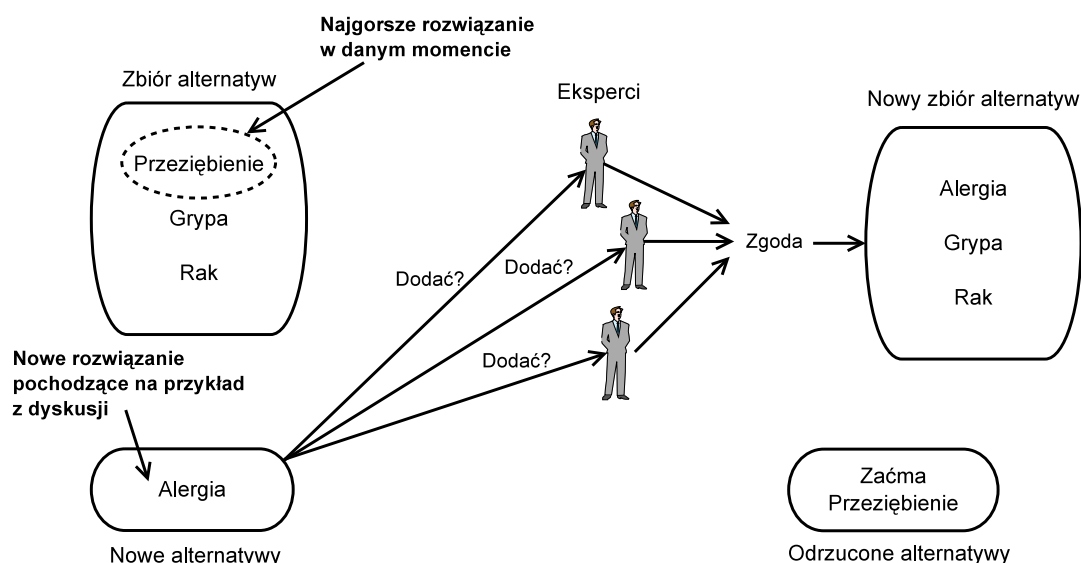 Najgorsze rozwiązanie
w danym momencie
Zbiór alternatyw
Przeziębienie
Grypa
Rak
Eksperci
Nowy zbiór alternatyw
Alergia
Grypa
Rak
Dodać?
Dodać?
Dodać?
Zgoda
Nowe rozwiązanie
pochodzące na przykład
z dyskusji
Alergia
Nowe alternatywy
Zaćma
Przeziębienie
Odrzucone alternatywy